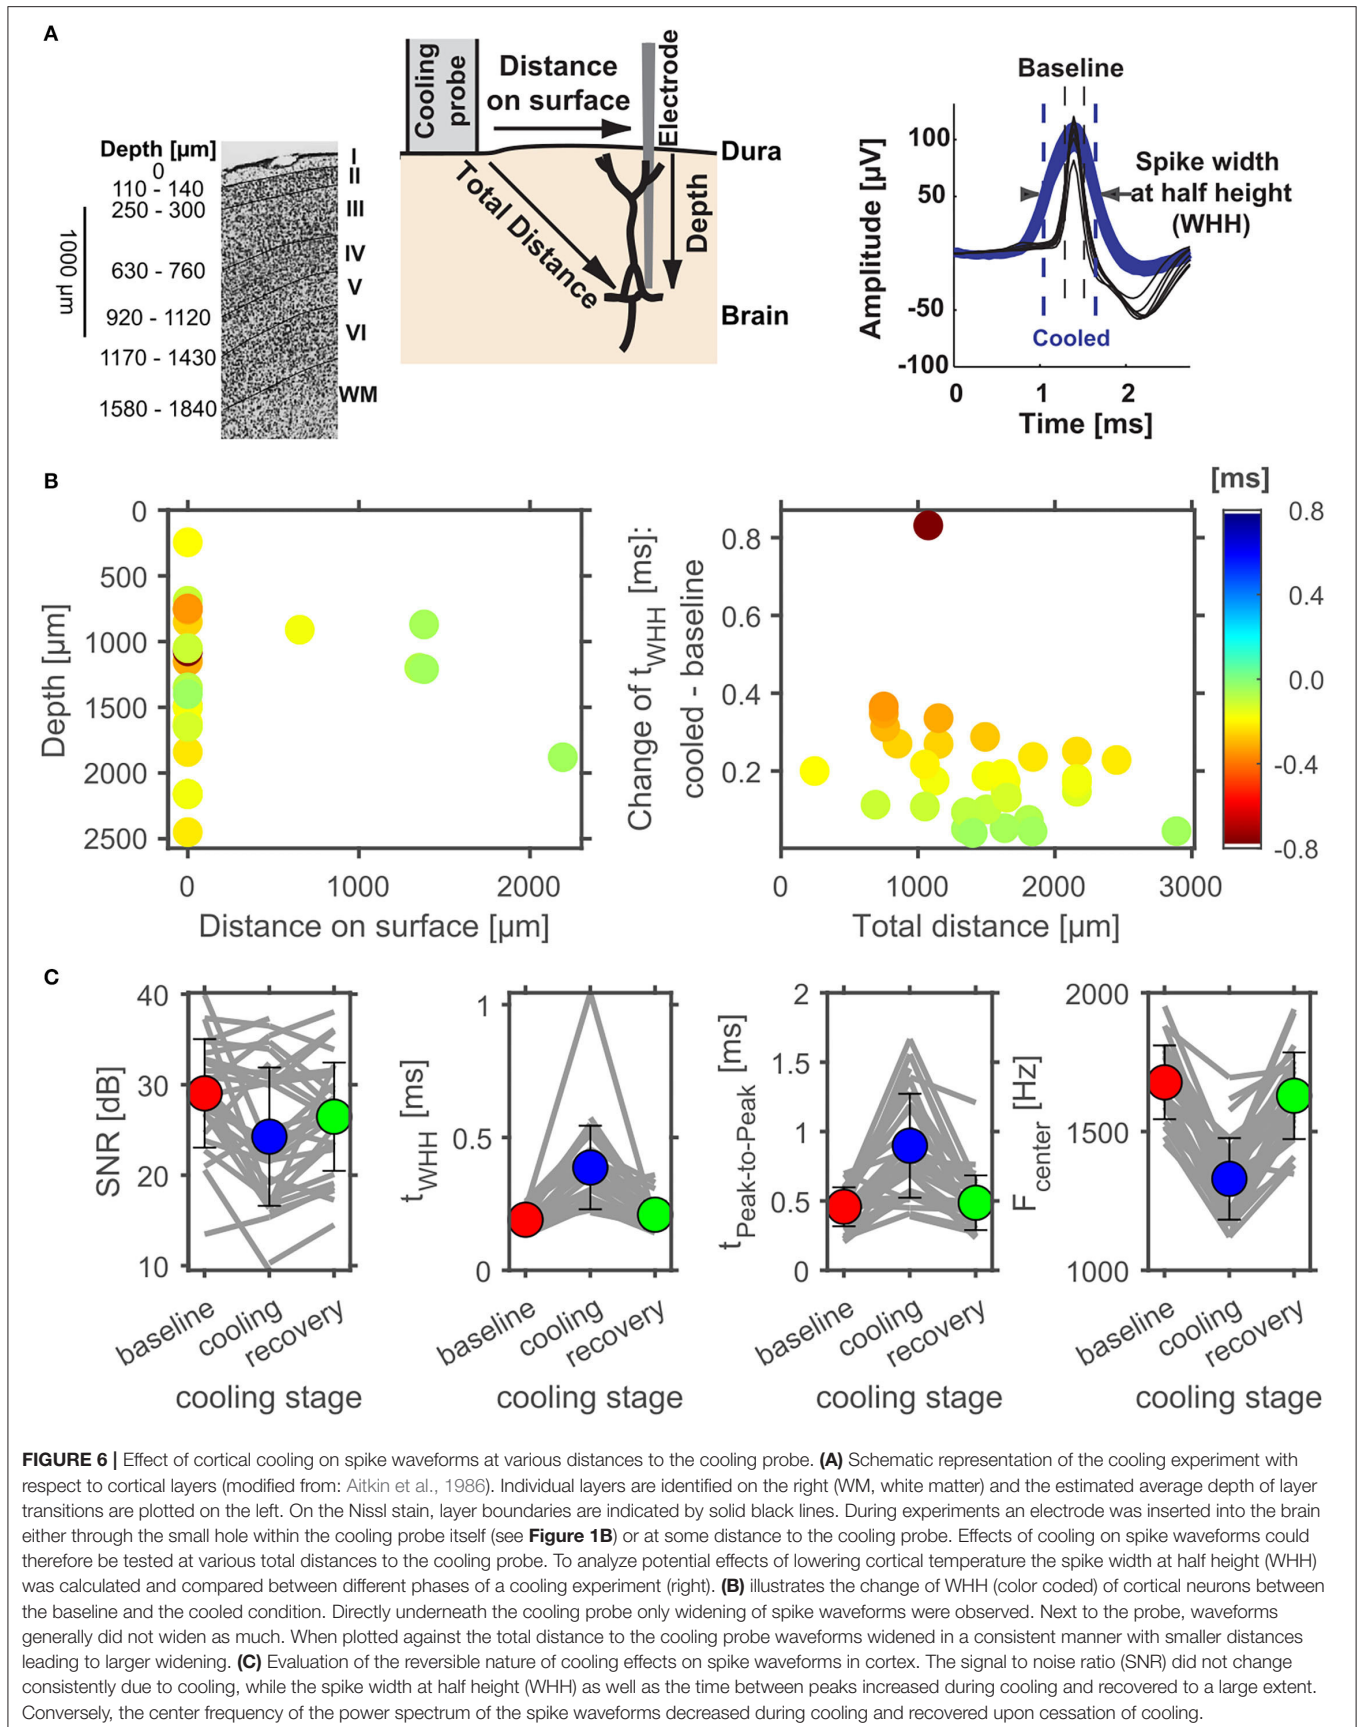 A
Cooling
probe
Distance
on surface
Electrode
Dura
Total Distance
Depth
Brain
Depth [µm]
0
110 - 140
250 - 300
630 - 760
920 - 1120
1170 - 1430
1580 - 1840
1000 µm
I
II
III
IV
V
VI
WM
Baseline
Amplitude [µV]
100
50
-50
-100
Spike width
at half height
(WHH)
Cooled
0
1
2
Time [ms]
B
0
500
1000
1500
2000
2500
Depth [µm]
0
1000
2000
Distance on surface [µm]
Change of tWHH [ms]:
cooled - baseline
0.8
0.6
0.4
0.2
0
1000
2000
3000
Total distance [µm]
[ms]
0.8
0.4
0.0
-0.4
-0.8
C
40
30
20
10
SNR [dB]
baseline
cooling
recovery
cooling stage
1
0.5
0
tWHH [ms]
baseline
cooling
recovery
cooling stage
2
1.5
1
0.5
0
tPeak-to-Peak [ms]
baseline
cooling
recovery
cooling stage
2000
1500
1000
Fcenter [Hz]
baseline
cooling
recovery
cooling stage
FIGURE 6 | Effect of cortical cooling on spike waveforms at various distances to the cooling probe. (A) Schematic representation of the cooling experiment with
respect to cortical layers (modified from: Aitkin et al., 1986). Individual layers are identified on the right (WM, white matter) and the estimated average depth of layer
transitions are plotted on the left. On the Nissl stain, layer boundaries are indicated by solid black lines. During experiments an electrode was inserted into the brain
either through the small hole within the cooling probe itself (see Figure 1B) or at some distance to the cooling probe. Effects of cooling on spike waveforms could
therefore be tested at various total distances to the cooling probe. To analyze potential effects of lowering cortical temperature the spike width at half height (WHH)
was calculated and compared between different phases of a cooling experiment (right). (B) illustrates the change of WHH (color coded) of cortical neurons between
the baseline and the cooled condition. Directly underneath the cooling probe only widening of spike waveforms were observed. Next to the probe, waveforms
generally did not widen as much. When plotted against the total distance to the cooling probe waveforms widened in a consistent manner with smaller distances
leading to larger widening. (C) Evaluation of the reversible nature of cooling effects on spike waveforms in cortex. The signal to noise ratio (SNR) did not change
consistently due to cooling, while the spike width at half height (WHH) as well as the time between peaks increased during cooling and recovered to a large extent.
Conversely, the center frequency of the power spectrum of the spike waveforms decreased during cooling and recovered upon cessation of cooling.